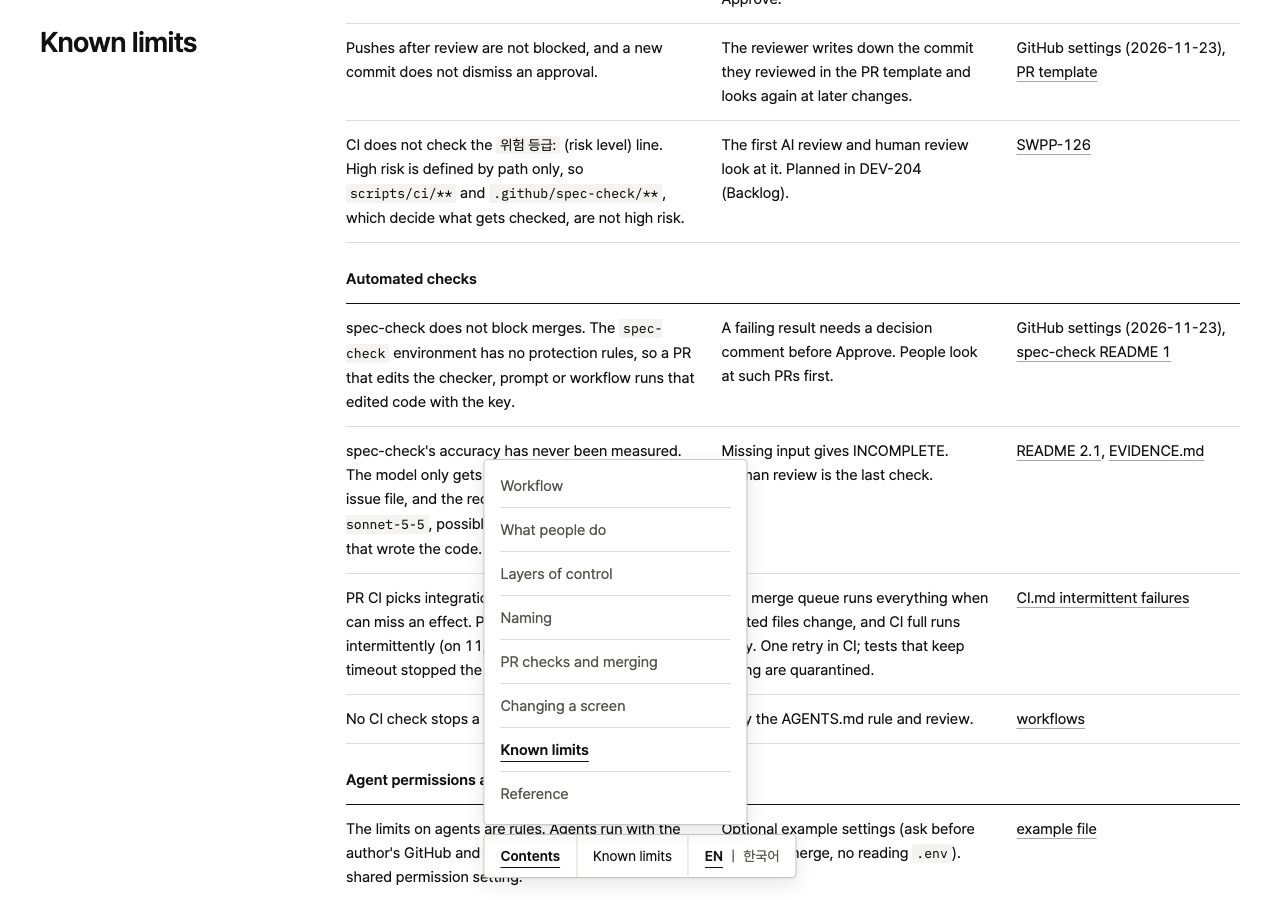 Approve.
Known limits
Pushes after review are not blocked, and a new
commit does not dismiss an approval.
The reviewer writes down the commit
they reviewed in the PR template and
looks again at later changes.
GitHub settings (2026-11-23),
PR template
CI does not check the 위험 등급: (risk level) line.
High risk is defined by path only, so
scripts/ci/** and .github/spec-check/**,
which decide what gets checked, are not high risk.
The first AI review and human review
look at it. Planned in DEV-204
(Backlog).
SWPP-126
Automated checks
spec-check does not block merges. The spec-
check environment has no protection rules, so a PR
that edits the checker, prompt or workflow runs that
edited code with the key.
A failing result needs a decision
comment before Approve. People look
at such PRs first.
GitHub settings (2026-11-23),
spec-check README 1
spec-check's accuracy has never been measured.
The model only gets
issue file, and the
sonnet-5-5, 
that wrote the code.
Missing input gives INCOMPLETE.
review is the last check.
README 2.1, EVIDENCE.md
PR CI picks
can miss an effect.
intermittently (on 11
timeout stopped the
merge queue runs everything when
files change, and CI full runs
One retry in CI; tests that keep
are quarantined.
CI.md intermittent failures
No CI check stops a
the AGENTS.md rule and review.
workflows
Agent permissions
The limits on agents are rules. Agents run with the
author's GitHub and
shared permission setting.
Optional example settings (ask before
no reading .env).
example file
Workflow
What people do
Layers of control
Naming
PR checks and merging
Changing a screen
Known limits
Reference
Contents
Known limits
EN | 한국어